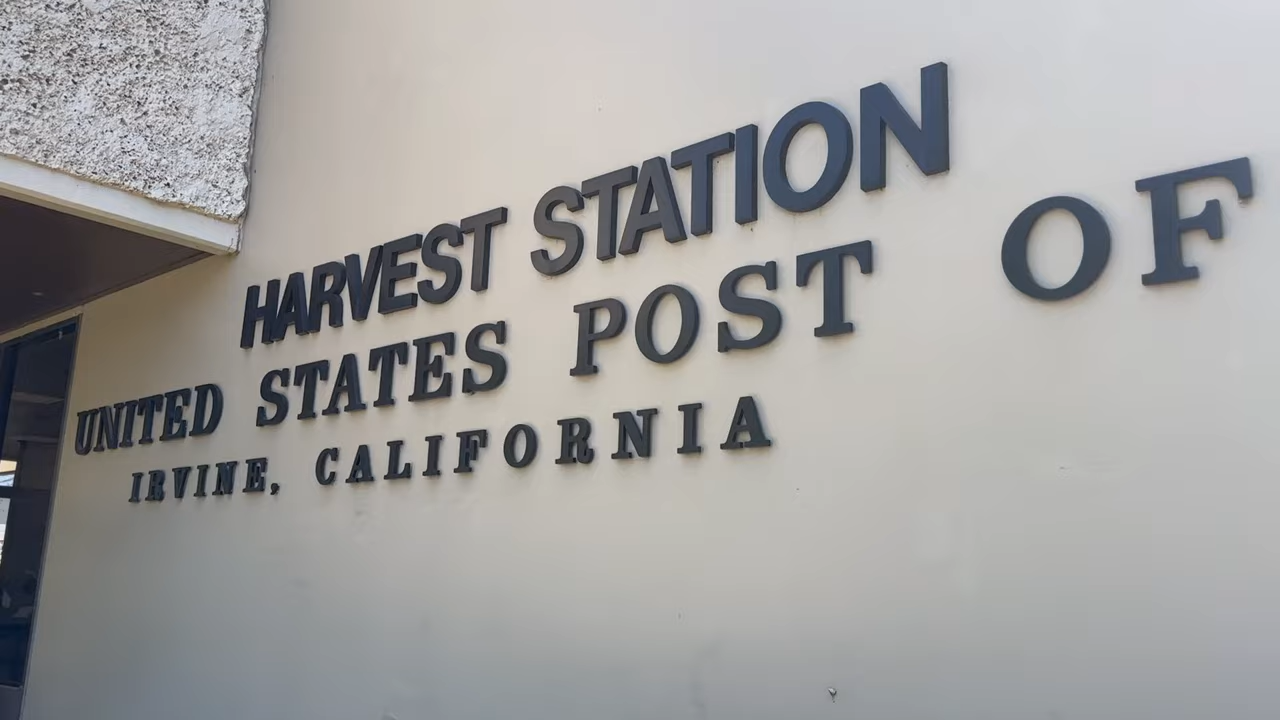 HARVEST STATION
UNITED STATES POST OF
IRVINE, CALIFORNIA